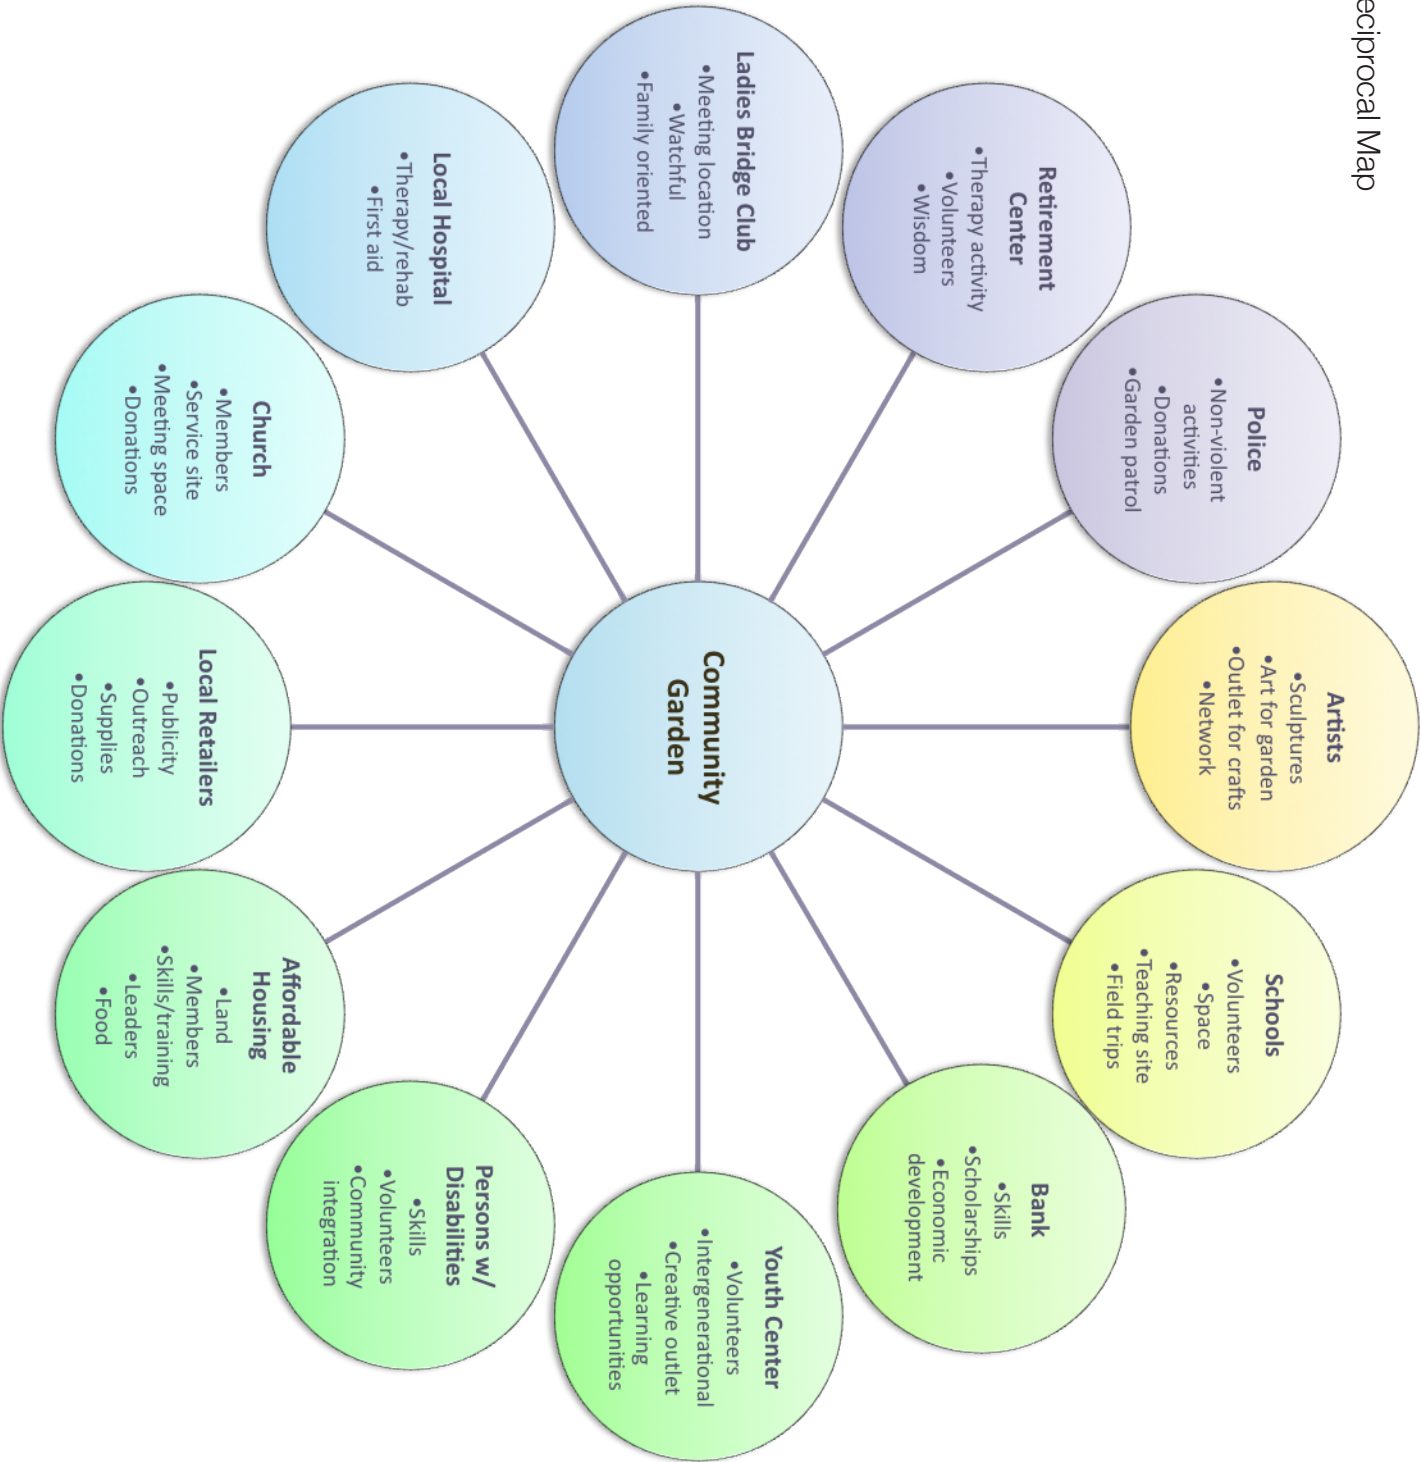 eciprocal Map
Artists
•Sculptures
•Art for garden
•Outlet for crafts
•Network
Schools
•Volunteers
•Space
•Resources
•Teaching site
•Field trips
Bank
•Skills
•Scholarships
•Economic
development
Youth Center
•Volunteers
•Intergenerational
•Creative outlet
•Learning
opportunities
Persons w/
Disabilities
•Skills
•Volunteers
•Community
integration
Affordable
Housing
•Land
•Members
•Skills/training
•Leaders
•Food
Local Retailers
•Publicity
•Outreach
•Supplies
•Donations
Church
•Members
•Service site
•Meeting space
•Donations
Local Hospital
•Therapy/rehab
•First aid
Ladies Bridge Club
•Meeting location
•Watchful
•Family oriented
Retirement
Center
•Therapy activity
•Volunteers
•Wisdom
Police
•Non-violent
activities
•Donations
•Garden patrol
Community
Garden